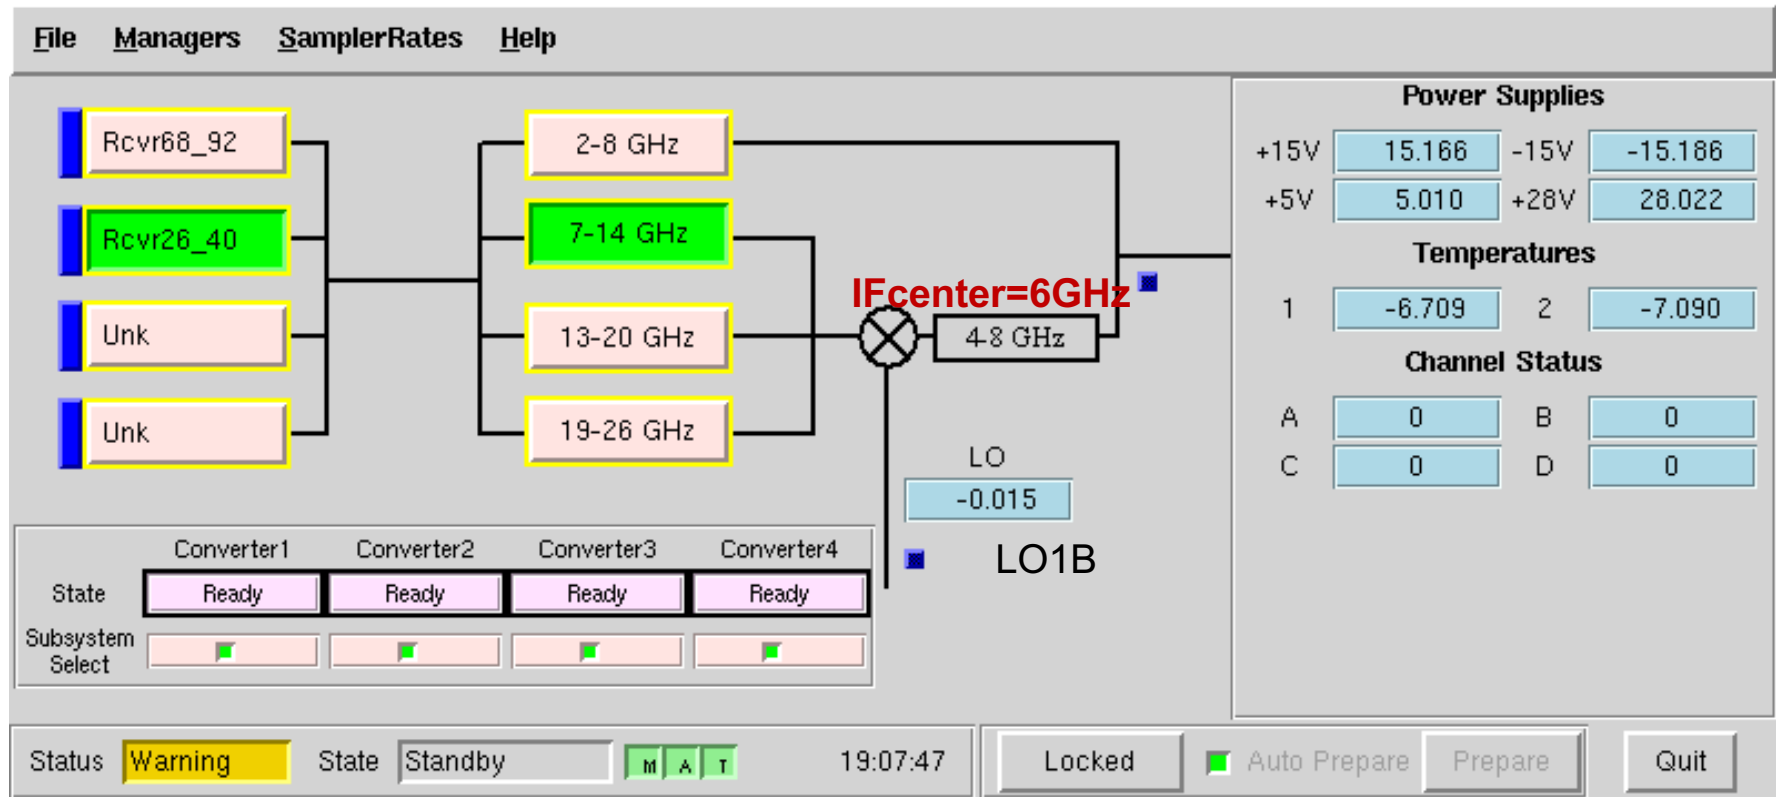 File Managers SamplerRates Help
Rcvr68_92
Rcvr26_40
Unk
Unk
2-8 GHz
7-14 GHz
13-20 GHz
19-26 GHz
IFcenter=6GHz
4-8 GHz
LO
-0.015
LO1B
Power Supplies
+15V 15.166 -15V -15.186
+5V 5.010 +28V 28.022
Temperatures
1 -6.709 2 -7.090
Channel Status
A 0 B 0
C 0 D 0
Converter1 Converter2 Converter3 Converter4
State Ready Ready Ready Ready
Subsystem
Select
Status Warning State Standby M A T 19:07:47 Locked Auto Prepare Prepare Quit